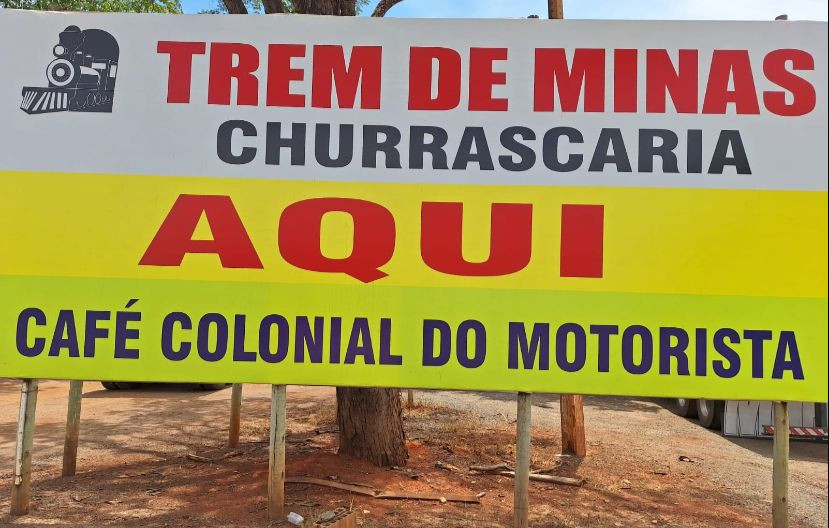 TREM DE MINAS
CHURRASCARIA
AQUI
CAFÉ COLONIAL DO MOTORISTA